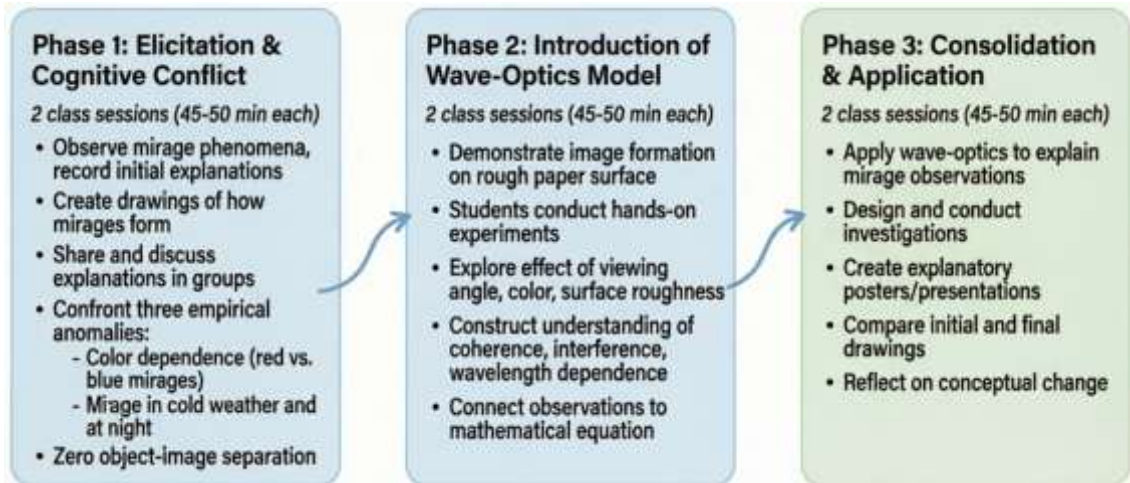 Phase 1: Elicitation &
Cognitive Conflict
2 class sessions (45-50 min each)
• Observe mirage phenomena,
record initial explanations
• Create drawings of how
mirages form
• Share and discuss
explanations in groups
• Confront three empirical
anomalies:
- Color dependence (red vs.
blue mirages)
- Mirage in cold weather and
at night
• Zero object-image separation
Phase 2: Introduction of
Wave-Optics Model
2 class sessions (45-50 min each)
• Demonstrate image formation
on rough paper surface
• Students conduct hands-on
experiments
• Explore effect of viewing
angle, color, surface roughness
• Construct understanding of
coherence, interference,
wavelength dependence
• Connect observations to
mathematical equation
Phase 3: Consolidation
& Application
2 class sessions (45-50 min each)
• Apply wave-optics to explain
mirage observations
• Design and conduct
investigations
• Create explanatory
posters/presentations
• Compare initial and final
drawings
• Reflect on conceptual change